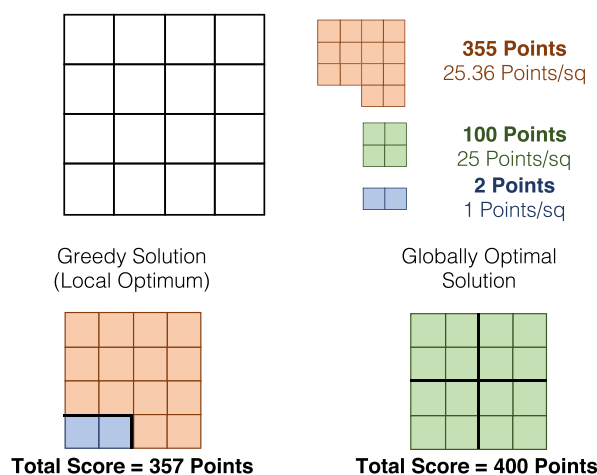 355 Points
25.36 Points/sq
100 Points
25 Points/sq
2 Points
1 Points/sq
Greedy Solution
(Local Optimum)
Globally Optimal
Solution
Total Score = 357 Points
Total Score = 400 Points